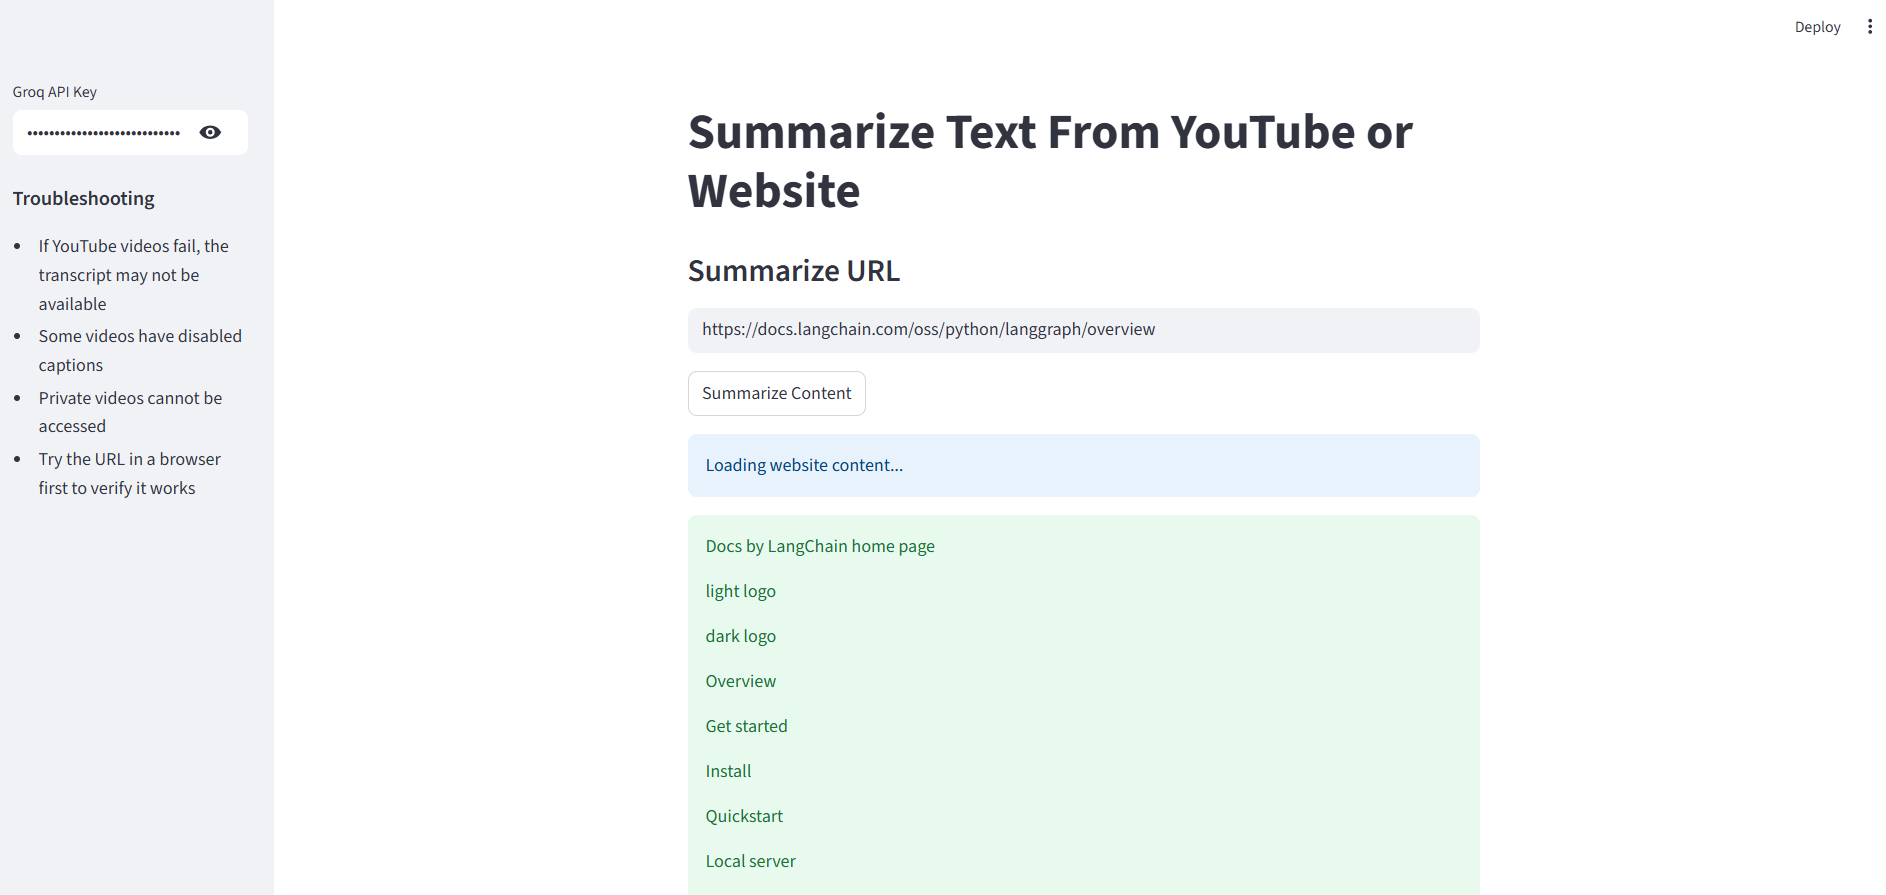 Deploy
Groq API Key
••••••••••••••••••••••••••••
Troubleshooting
• If YouTube videos fail, the
transcript may not be
available
• Some videos have disabled
captions
• Private videos cannot be
accessed
• Try the URL in a browser
first to verify it works
Summarize Text From YouTube or
Website
Summarize URL
https://docs.langchain.com/oss/python/langgraph/overview
Summarize Content
Loading website content...
Docs by LangChain home page
light logo
dark logo
Overview
Get started
Install
Quickstart
Local server